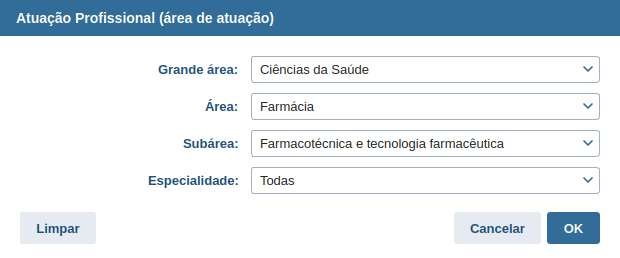 Atuação Profissional (área de atuação)
Grande área: Ciências da Saúde
Área: Farmácia
Subárea: Farmacotécnica e tecnologia farmacêutica
Especialidade: Todas
Limpar Cancelar OK